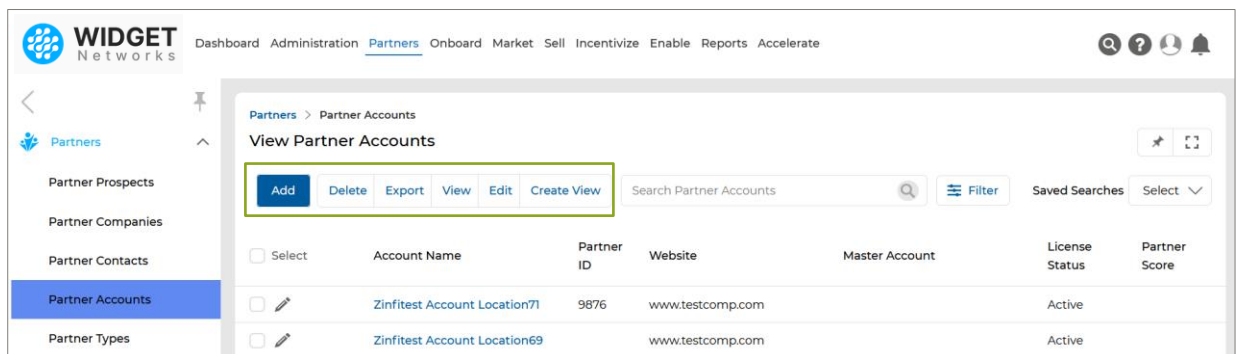 WIDGET
Networks
Dashboard Administration Partners Onboard Market Sell Incentivize Enable Reports Accelerate
Partners
Partner Prospects
Partner Companies
Partner Contacts
Partner Accounts
Partner Types
Partners > Partner Accounts
View Partner Accounts
Add Delete Export View Edit Create View Search Partner Accounts Filter Saved Searches Select
Select Account Name Partner ID Website Master Account License Status Partner Score
Zinfitest Account Location71 9876 www.testcomp.com Active
Zinfitest Account Location69 www.testcomp.com Active